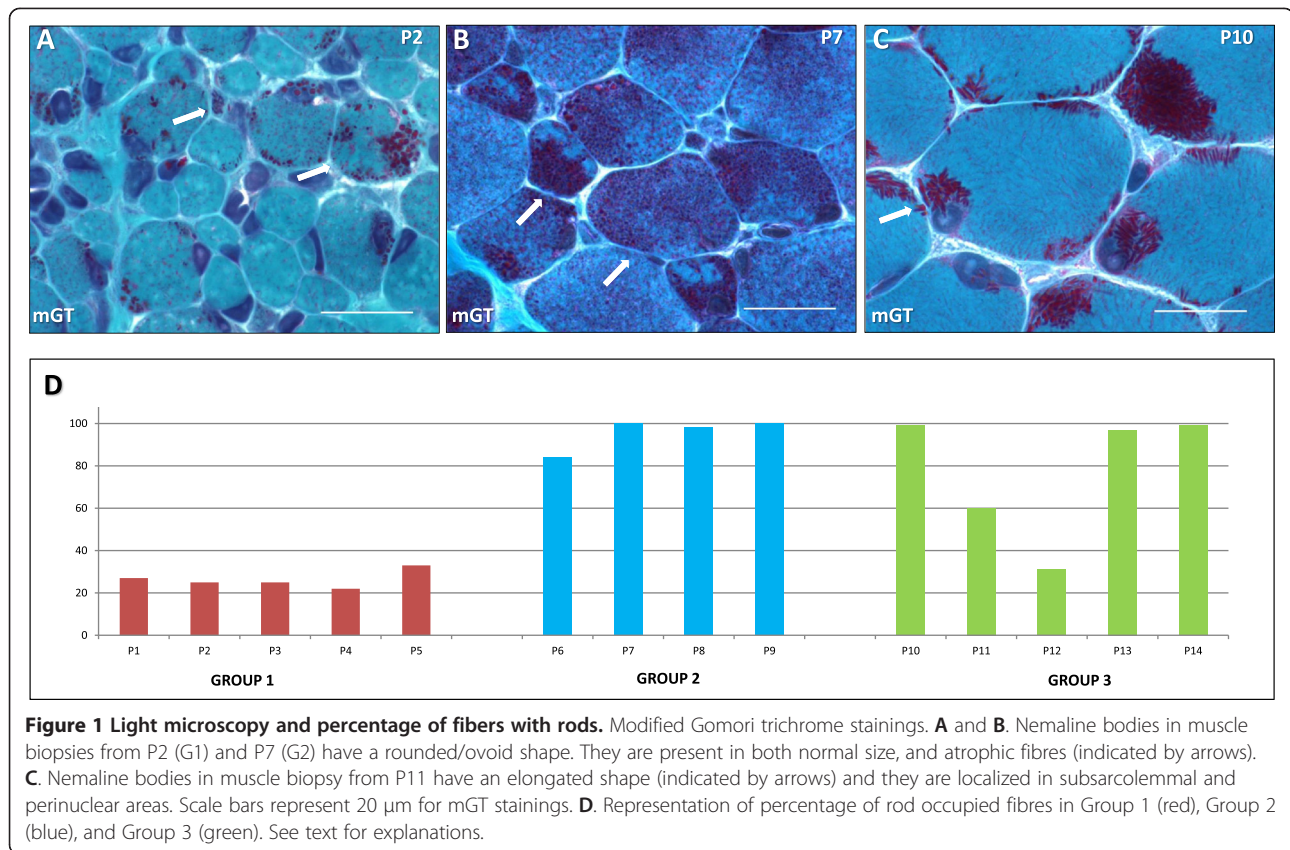 A P2
B P7
C P10
mGT
mGT
mGT
D
100
80
60
40
20
0
P1 P2 P3 P4 P5 P6 P7 P8 P9 P10 P11 P12 P13 P14
GROUP 1 GROUP 2 GROUP 3
Figure 1 Light microscopy and percentage of fibers with rods. Modified Gomori trichrome stainings. A and B. Nemaline bodies in muscle
biopsies from P2 (G1) and P7 (G2) have a rounded/ovoid shape. They are present in both normal size, and atrophic fibres (indicated by arrows).
C. Nemaline bodies in muscle biopsy from P11 have an elongated shape (indicated by arrows) and they are localized in subsarcolemmal and
perinuclear areas. Scale bars represent 20 μm for mGT stainings. D. Representation of percentage of rod occupied fibres in Group 1 (red), Group 2
(blue), and Group 3 (green). See text for explanations.